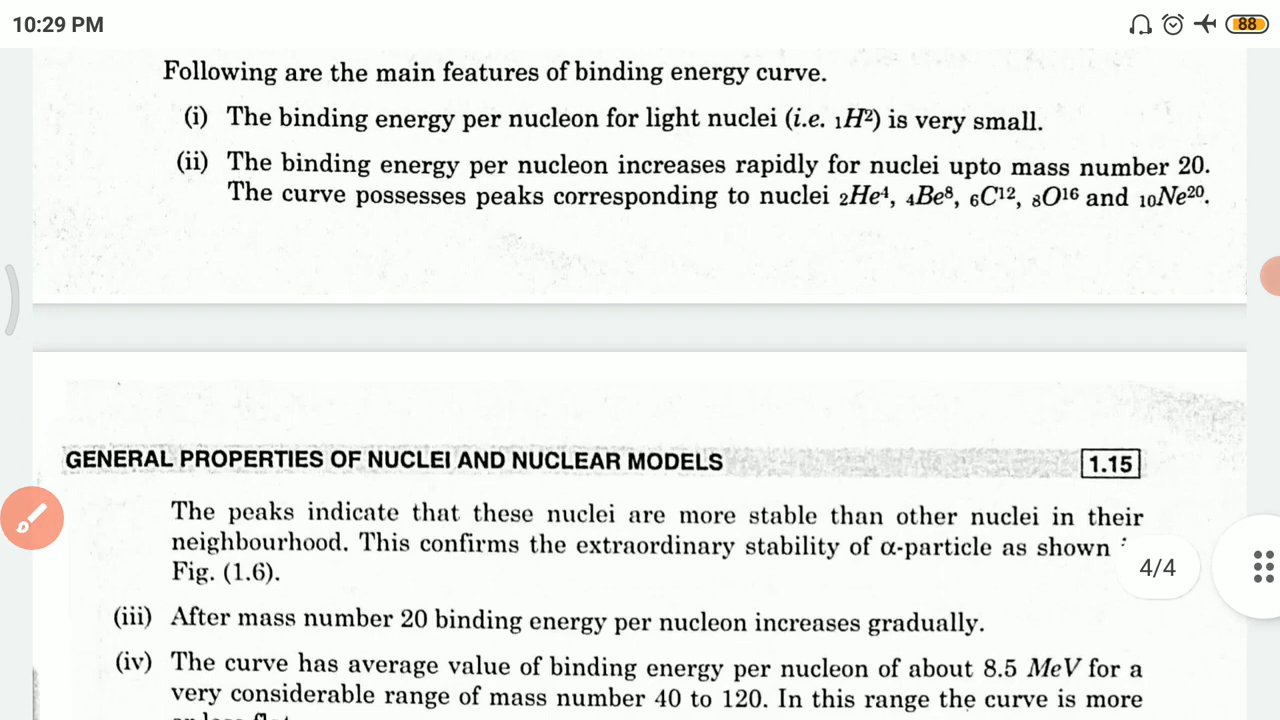 10:29 PM
88
Following are the main features of binding energy curve.
(i) The binding energy per nucleon for light nuclei (i.e. ₁H²) is very small.
(ii) The binding energy per nucleon increases rapidly for nuclei upto mass number 20.
The curve possesses peaks corresponding to nuclei ₂He⁴, ₄Be⁸, ₆C¹², ₈O¹⁶ and ₁₀Ne²⁰.
GENERAL PROPERTIES OF NUCLEI AND NUCLEAR MODELS
1.15
The peaks indicate that these nuclei are more stable than other nuclei in their
neighbourhood. This confirms the extraordinary stability of α-particle as shown
Fig. (1.6).
4/4
(iii) After mass number 20 binding energy per nucleon increases gradually.
(iv) The curve has average value of binding energy per nucleon of about 8.5 MeV for a
very considerable range of mass number 40 to 120. In this range the curve is more